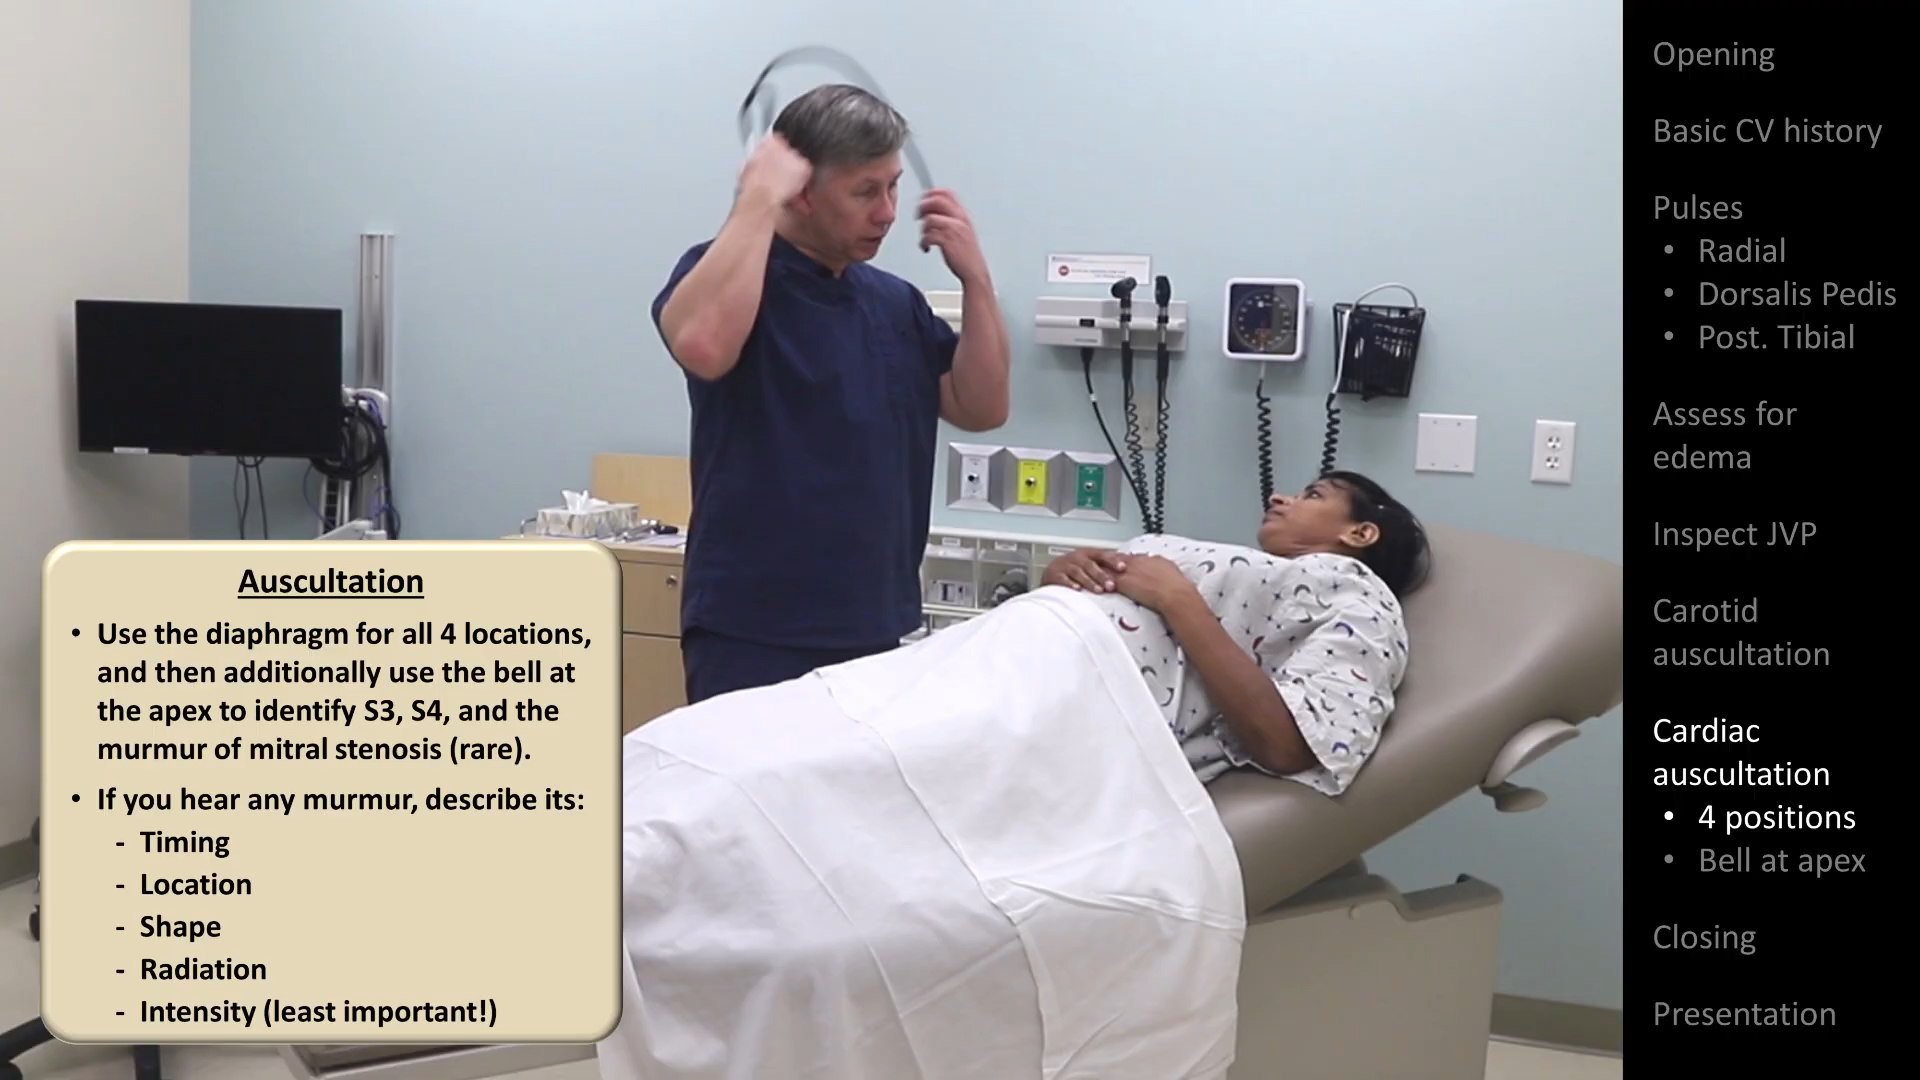 Auscultation
• Use the diaphragm for all 4 locations,
and then additionally use the bell at
the apex to identify S3, S4, and the
murmur of mitral stenosis (rare).
• If you hear any murmur, describe its:
- Timing
- Location
- Shape
- Radiation
- Intensity (least important!)
Opening
Basic CV history
Pulses
• Radial
• Dorsalis Pedis
• Post. Tibial
Assess for
edema
Inspect JVP
Carotid
auscultation
Cardiac
auscultation
• 4 positions
• Bell at apex
Closing
Presentation